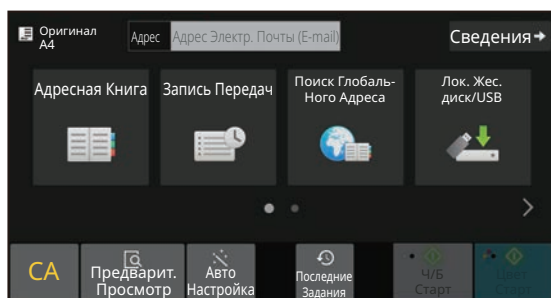 Оригинал
A4
Адрес
Адрес Электр. Почты (E-mail)
Сведения
Адресная Книга
Запись Передач
Поиск Глобаль-
Ного Адреса
Лок. Жес.
диск/USB
CA
Предварит.
Просмотр
Авто
Настройка
Последние
Задания
Ч/Б
Старт
Цвет
Старт